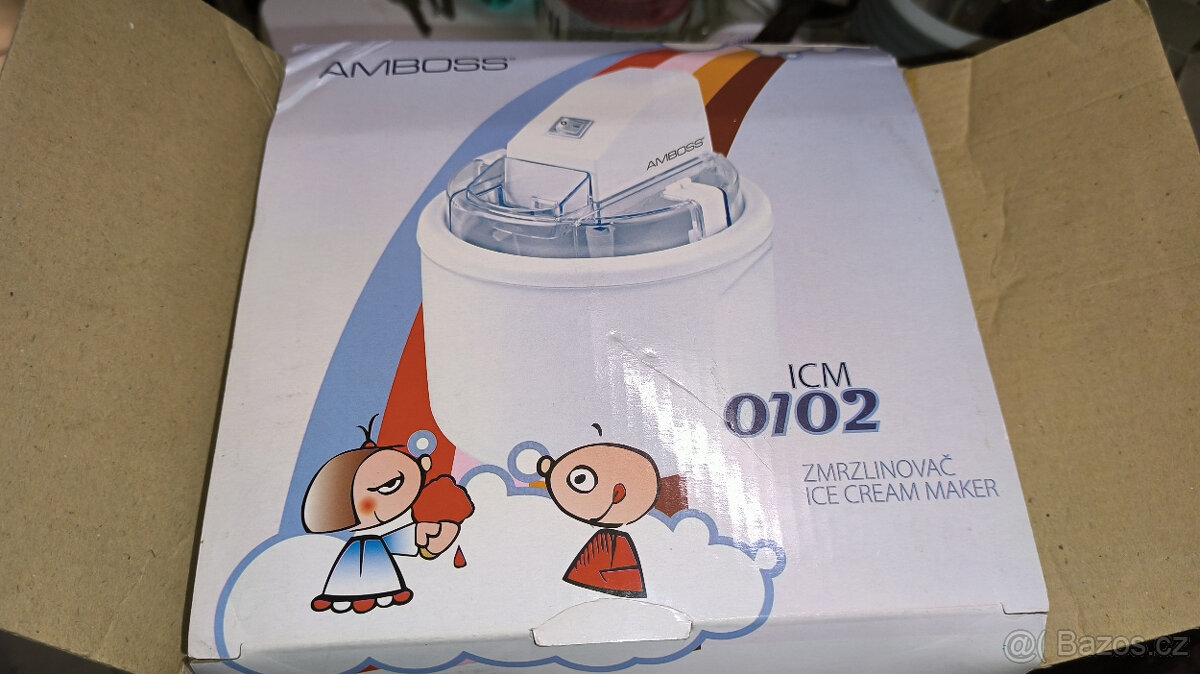 AMBOSS®
AMBOSS®
ICM
0102
ZMRZLINOVAČ
ICE CREAM MAKER
@( Bazos.cz